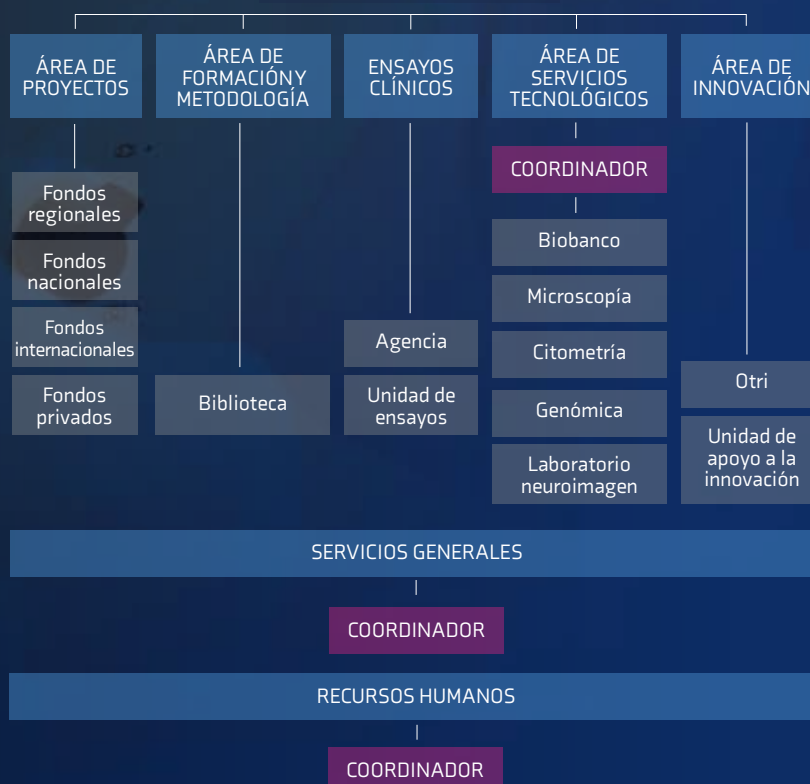 ÁREA DE
PROYECTOS
ÁREA DE
FORMACIÓN Y
METODOLOGÍA
ENSAYOS
CLÍNICOS
ÁREA DE
SERVICIOS
TECNOLÓGICOS
ÁREA DE
INNOVACIÓN
Fondos
regionales
Fondos
nacionales
Fondos
internacionales
Fondos
privados
Biblioteca
Agencia
Unidad de
ensayos
COORDINADOR
Biobanco
Microscopía
Citometría
Genómica
Laboratorio
neuroimagen
Otri
Unidad de
apoyo a la
innovación
SERVICIOS GENERALES
COORDINADOR
RECURSOS HUMANOS
COORDINADOR